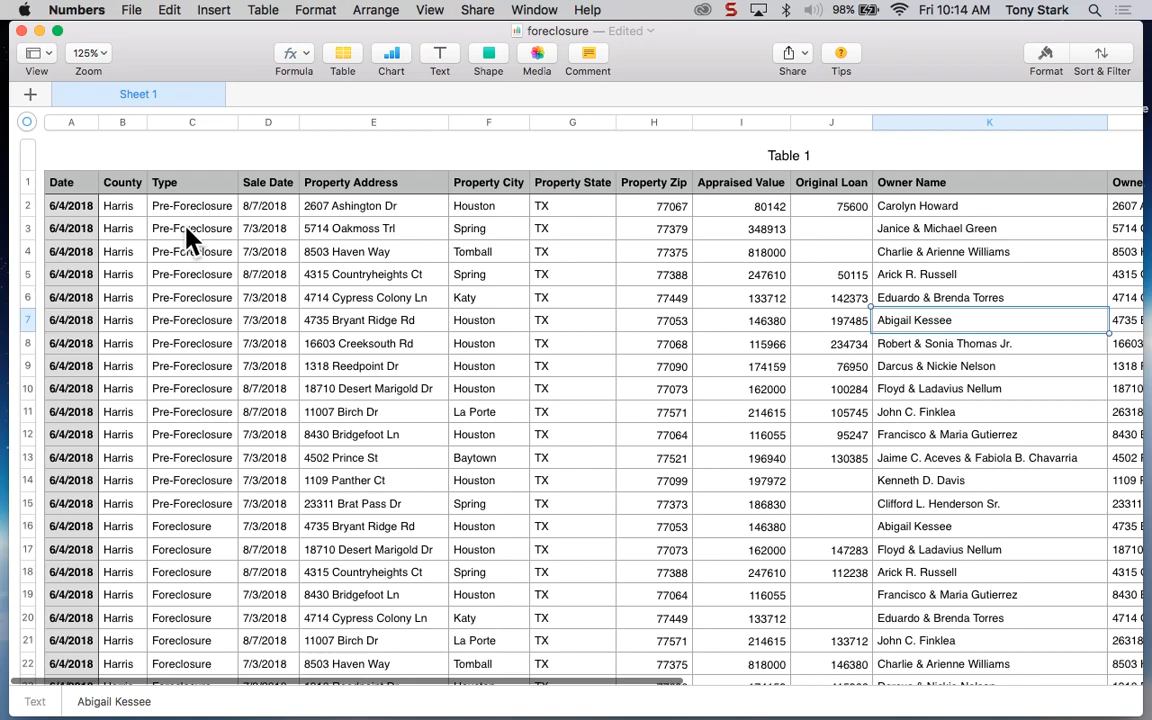 Numbers File Edit Insert Table Format Arrange View Share Window Help S 98% Fri 10:14 AM Tony Stark
foreclosure — Edited
125%
View Zoom Formula Table Chart Text Shape Media Comment Share Tips Format Sort & Filter
Sheet 1
A B C D E F G H I J K
Table 1
1 Date County Type Sale Date Property Address Property City Property State Property Zip Appraised Value Original Loan Owner Name Owne
2 6/4/2018 Harris Pre-Foreclosure 8/7/2018 2607 Ashington Dr Houston TX 77067 80142 75600 Carolyn Howard 2607
3 6/4/2018 Harris Pre-Foreclosure 7/3/2018 5714 Oakmoss Trl Spring TX 77379 348913 Janice & Michael Green 5714
4 6/4/2018 Harris Pre-Foreclosure 7/3/2018 8503 Haven Way Tomball TX 77375 818000 Charlie & Arienne Williams 8503
5 6/4/2018 Harris Pre-Foreclosure 8/7/2018 4315 Countryheights Ct Spring TX 77388 247610 50115 Arick R. Russell 4315
6 6/4/2018 Harris Pre-Foreclosure 7/3/2018 4714 Cypress Colony Ln Katy TX 77449 133712 142373 Eduardo & Brenda Torres 4714
7 6/4/2018 Harris Pre-Foreclosure 7/3/2018 4735 Bryant Ridge Rd Houston TX 77053 146380 197485 Abigail Kessee 4735
8 6/4/2018 Harris Pre-Foreclosure 7/3/2018 16603 Creeksouth Rd Houston TX 77068 115966 234734 Robert & Sonia Thomas Jr. 16603
9 6/4/2018 Harris Pre-Foreclosure 7/3/2018 1318 Reedpoint Dr Houston TX 77090 174159 76950 Darcus & Nickie Nelson 1318
10 6/4/2018 Harris Pre-Foreclosure 8/7/2018 18710 Desert Marigold Dr Houston TX 77073 162000 100284 Floyd & Ladavius Nellum 18710
11 6/4/2018 Harris Pre-Foreclosure 8/7/2018 11007 Birch Dr La Porte TX 77571 214615 105745 John C. Finklea 26318
12 6/4/2018 Harris Pre-Foreclosure 7/3/2018 8430 Bridgefoot Ln Houston TX 77064 116055 95247 Francisco & Maria Gutierrez 8430
13 6/4/2018 Harris Pre-Foreclosure 7/3/2018 4502 Prince St Baytown TX 77521 196940 130385 Jaime C. Aceves & Fabiola B. Chavarria 4502
14 6/4/2018 Harris Pre-Foreclosure 7/3/2018 1109 Panther Ct Houston TX 77099 197972 Kenneth D. Davis 1109
15 6/4/2018 Harris Pre-Foreclosure 7/3/2018 23311 Brat Pass Dr Spring TX 77373 186830 Clifford L. Henderson Sr. 23311
16 6/4/2018 Harris Foreclosure 7/3/2018 4735 Bryant Ridge Rd Houston TX 77053 146380 Abigail Kessee 4735
17 6/4/2018 Harris Foreclosure 8/7/2018 18710 Desert Marigold Dr Houston TX 77073 162000 147283 Floyd & Ladavius Nellum 18710
18 6/4/2018 Harris Foreclosure 8/7/2018 4315 Countryheights Ct Spring TX 77388 247610 112238 Arick R. Russell 4315
19 6/4/2018 Harris Foreclosure 7/3/2018 8430 Bridgefoot Ln Houston TX 77064 116055 Francisco & Maria Gutierrez 8430
20 6/4/2018 Harris Foreclosure 7/3/2018 4714 Cypress Colony Ln Katy TX 77449 133712 Eduardo & Brenda Torres 4714
21 6/4/2018 Harris Foreclosure 8/7/2018 11007 Birch Dr La Porte TX 77571 214615 133712 John C. Finklea 26318
22 6/4/2018 Harris Foreclosure 7/3/2018 8503 Haven Way Tomball TX 77375 818000 146380 Charlie & Arienne Williams 8503
Text Abigail Kessee